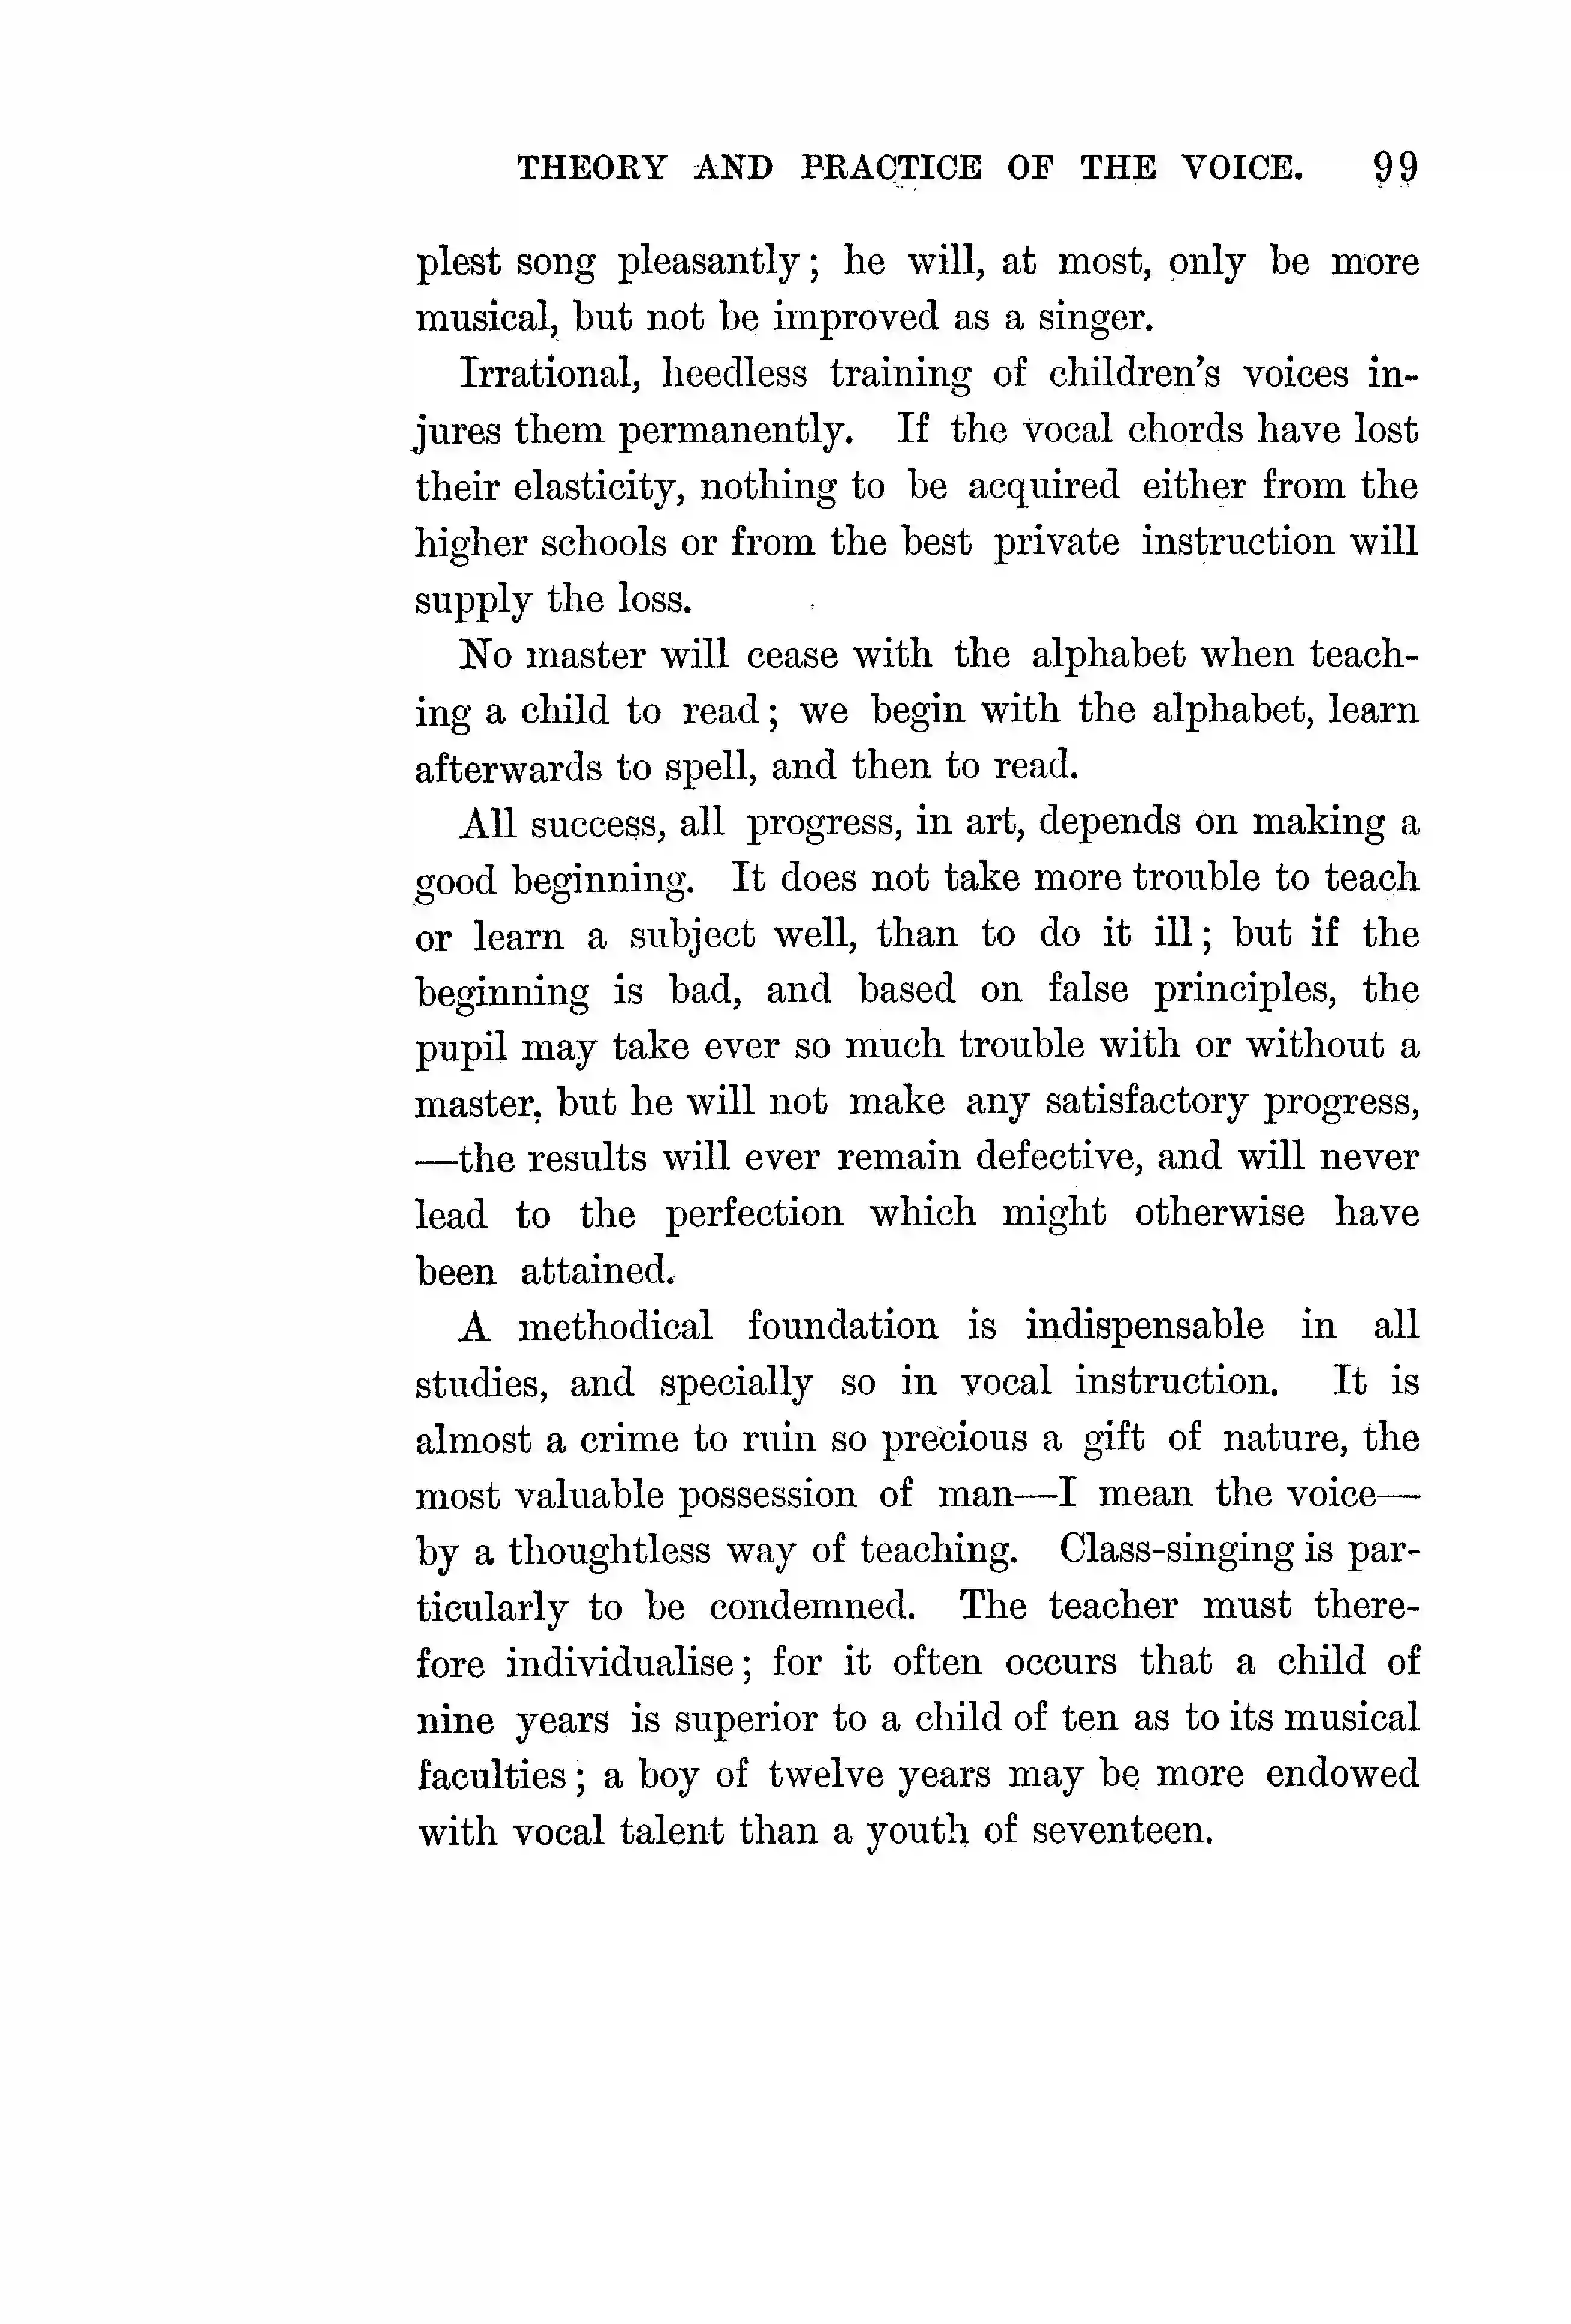 THEORY AND PRACTICE OF THE VOICE. 99
plest song pleasantly; he will, at most, only be more
musical, but not be improved as a singer.
Irrational, heedless training of children's voices in-
jures them permanently. If the vocal chords have lost
their elasticity, nothing to be acquired either from the
higher schools or from the best private instruction will
supply the loss.
No master will cease with the alphabet when teach-
ing a child to read; we begin with the alphabet, learn
afterwards to spell, and then to read.
All success, all progress, in art, depends on making a
good beginning. It does not take more trouble to teach
or learn a subject well, than to do it ill; but if the
beginning is bad, and based on false principles, the
pupil may take ever so much trouble with or without a
master, but he will not make any satisfactory progress,
—the results will ever remain defective, and will never
lead to the perfection which might otherwise have
been attained.
A methodical foundation is indispensable in all
studies, and specially so in vocal instruction. It is
almost a crime to ruin so precious a gift of nature, the
most valuable possession of man—I mean the voice—
by a thoughtless way of teaching. Class-singing is par-
ticularly to be condemned. The teacher must there-
fore individualise; for it often occurs that a child of
nine years is superior to a child of ten as to its musical
faculties; a boy of twelve years may be more endowed
with vocal talent than a youth of seventeen.